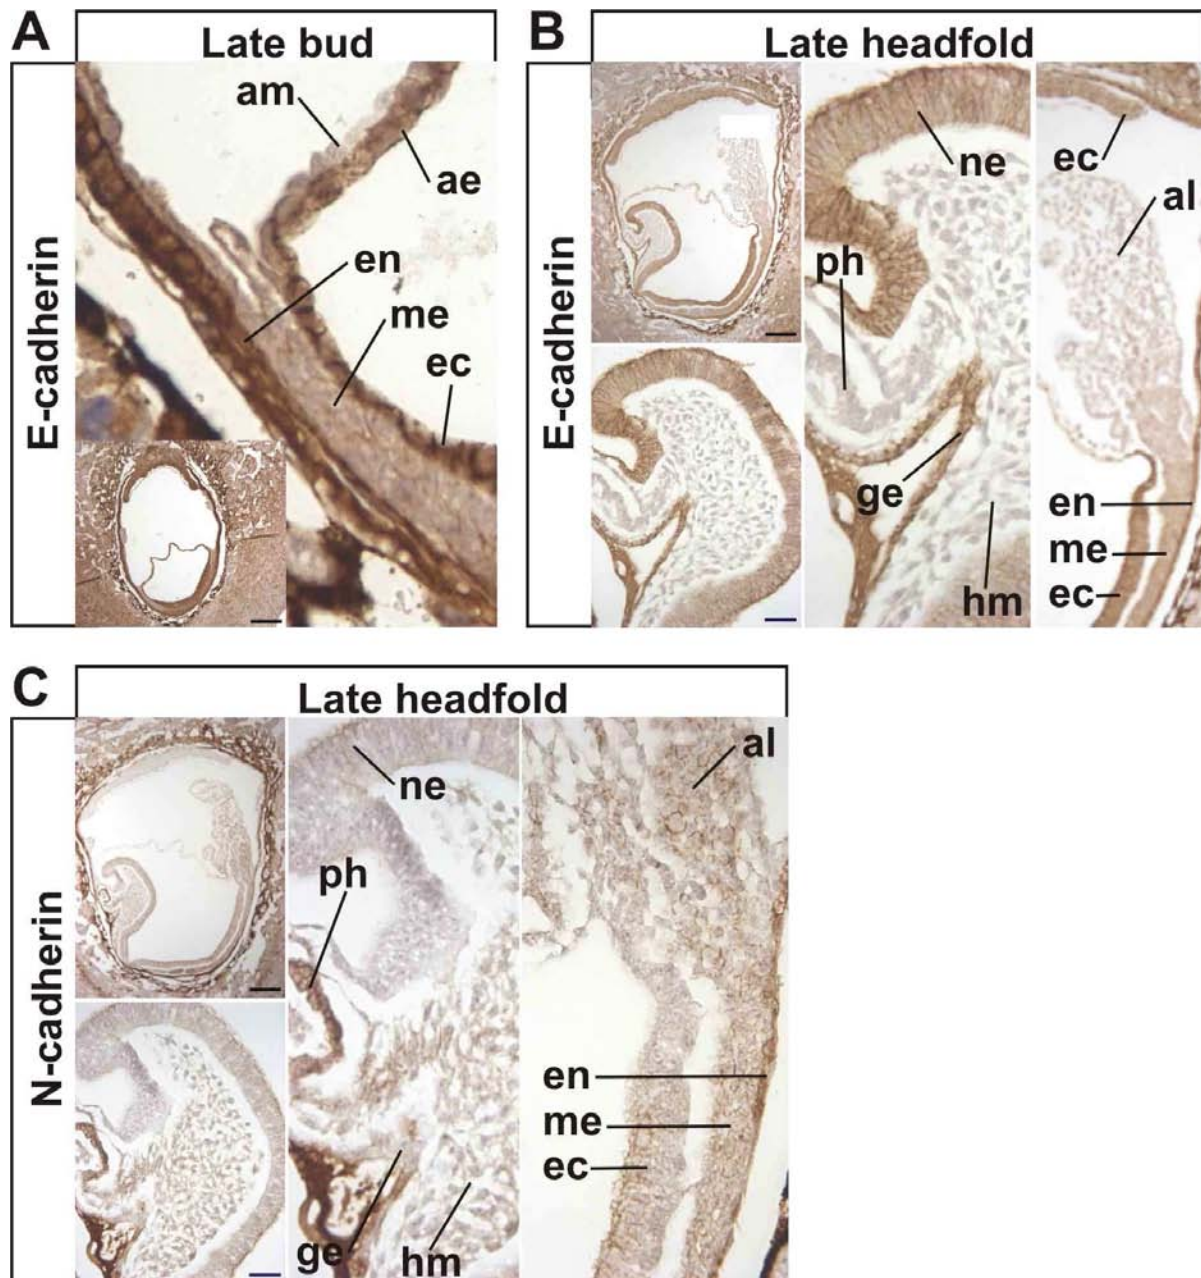 A
Late bud
E-cadherin
am
ae
en
me
ec
B
Late headfold
E-cadherin
ne
ph
ge
hm
ec
al
en
me
ec
C
Late headfold
N-cadherin
ne
ph
ge
hm
al
en
me
ec